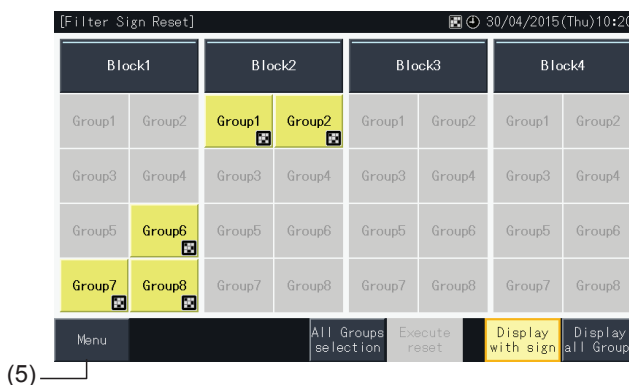 [Filter Sign Reset] 30/04/2015(Thu)10:20
Block1 Block2 Block3 Block4
Group1 Group2 Group1 Group2 Group1 Group2 Group1 Group2
Group3 Group4 Group3 Group4 Group3 Group4 Group3 Group4
Group5 Group6 Group5 Group6 Group5 Group6 Group5 Group6
Group7 Group8 Group7 Group8 Group7 Group8 Group7 Group8
Menu
All Groups
selection
Execute
reset
Display
with sign
Display
all Group
(5)